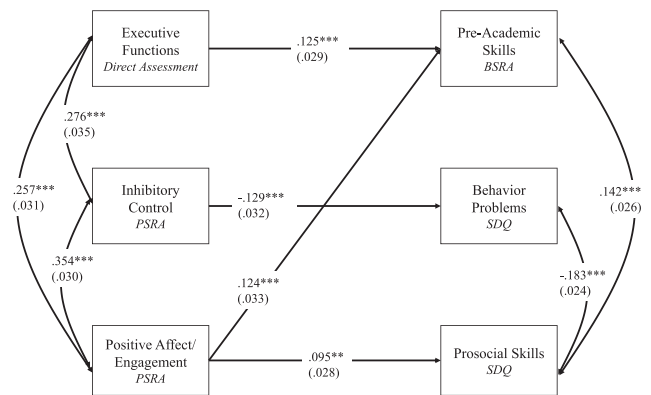 Executive
Functions
Direct Assessment
.125***
(.029)
Pre-Academic
Skills
BSRA
.276***
(.035)
.257***
(.031)
Inhibitory
Control
PSRA
-.129***
(.032)
Behavior
Problems
SDQ
.142***
(.026)
.354***
(.030)
.124***
(.033)
-.183***
(.024)
Positive Affect/
Engagement
PSRA
.095**
(.028)
Prosocial Skills
SDQ